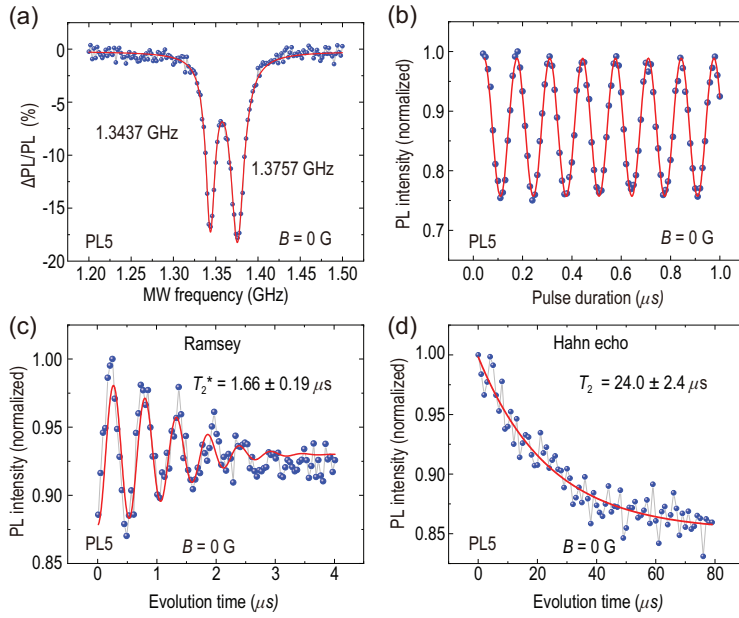 (a)
0
-5
-10
-15
-20
ΔPL/PL (%)
1.3437 GHz
1.3757 GHz
PL5
B = 0 G
1.20 1.25 1.30 1.35 1.40 1.45 1.50
MW frequency (GHz)
(b)
1.0
0.9
0.8
0.7
PL intensity (normalized)
PL5
B = 0 G
0.0 0.2 0.4 0.6 0.8 1.0
Pulse duration (μs)
(c)
Ramsey
T2* = 1.66 ± 0.19 μs
1.00
0.95
0.90
0.85
PL intensity (normalized)
PL5
B = 0 G
0 1 2 3 4
Evolution time (μs)
(d)
Hahn echo
T2 = 24.0 ± 2.4 μs
1.00
0.95
0.90
0.85
PL intensity (normalized)
PL5
B = 0 G
0 20 40 60 80
Evolution time (μs)